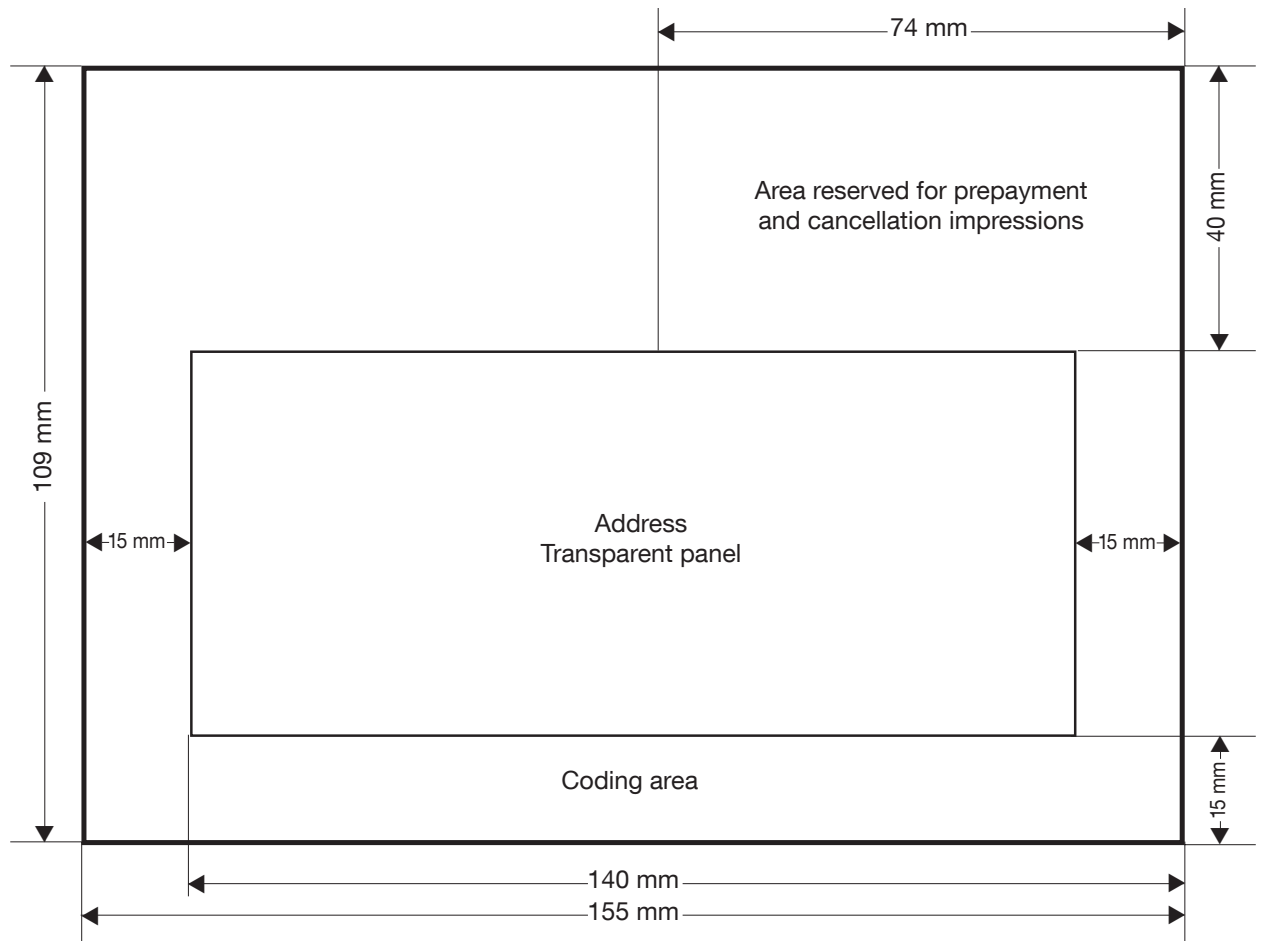 74 mm
Area reserved for prepayment
and cancellation impressions
40 mm
109 mm
15 mm
Address
Transparent panel
15 mm
Coding area
15 mm
140 mm
155 mm